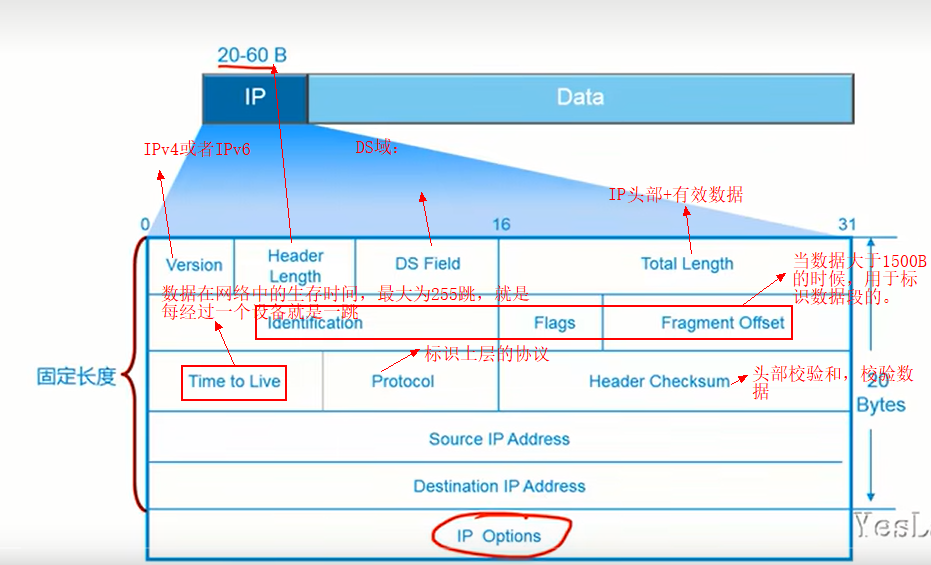 20-60 B
IP
Data
IPv4或者IPv6
DS域：
IP头部+有效数据
0
16
31
Version
Header
Length
DS Field
Total Length
当数据大于1500B
的时候，用于标
识数据段的。
数据在网络中的生存时间，最大为255跳，就是
每经过一个设备就是一跳
Identification
Flags
Fragment Offset
标识上层的协议
固定长度
Time to Live
Protocol
Header Checksum
头部校验和，校验数
据
20
Bytes
Source IP Address
Destination IP Address
IP Options